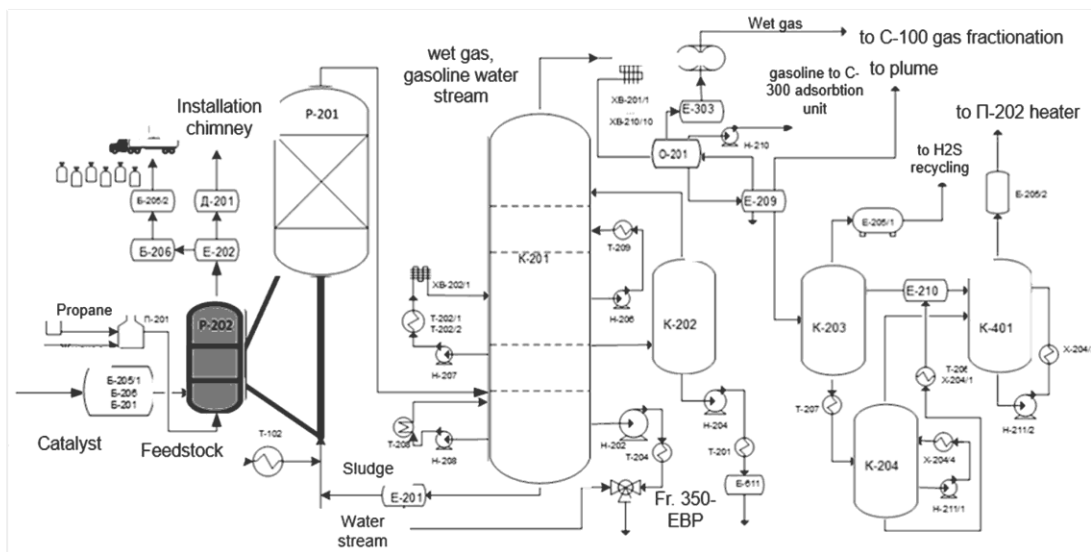 Wet gas
to C-100 gas fractionation
wet gas,
gasoline water
stream
gasoline to C-
300 adsorbtion
unit
to plume
Installation
chimney
Р-201
ХВ-201/1
...
ХВ-210/10
Е-303
О-201
Н-210
to П-202 heater
to H2S
recycling
Б-205/2
Д-201
Е-209
Е-205/2
Б-206
Е-202
К-201
Т-209
Е-205/1
ХВ-202/1
Н-206
К-202
Е-210
К-203
К-401
Propane
П-201
Р-202
Т-202/1
Т-202/2
Н-207
Х-204/
Т-206
Х-204/1
Б-205/1
Б-206
Б-201
Т-207
Н-204
Н-211/2
Catalyst
Feedstock
Т-102
Т-208
Н-208
Н-202
Т-204
Т-201
К-204
Х-204/4
Sludge
Е-201
Е-611
Н-211/1
Water
stream
Fr. 350-
EBP